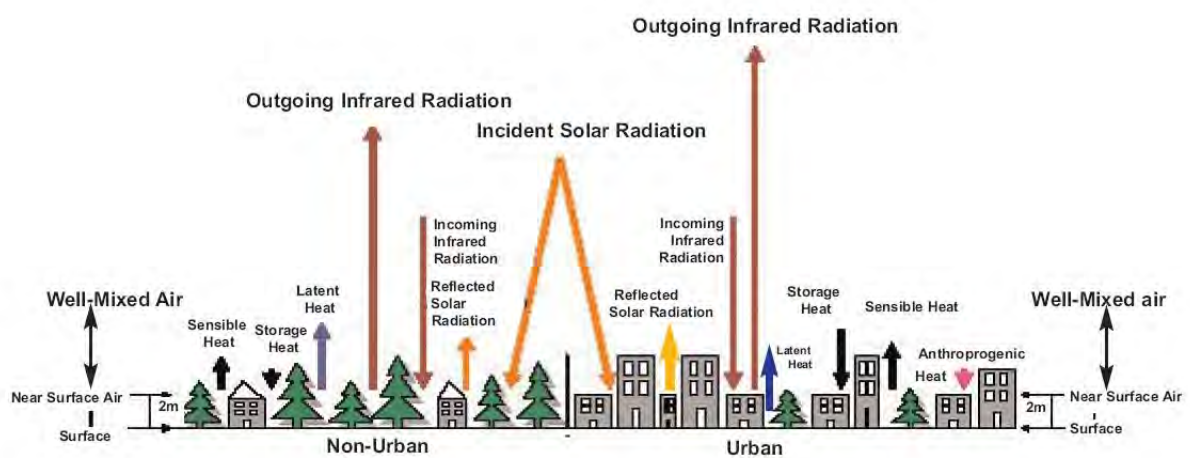 Outgoing Infrared Radiation
Outgoing Infrared Radiation
Incident Solar Radiation
Incoming
Infrared
Radiation
Incoming
Infrared
Radiation
Well-Mixed Air
Latent
Heat
Reflected
Solar
Radiation
Reflected
Solar Radiation
Storage
Heat
Sensible Heat
Well-Mixed air
Sensible
Heat
Storage
Heat
Latent
Heat
Anthroprogenic
Heat
Near Surface Air
2m
Surface
2m
Near Surface Air
Surface
Non-Urban
Urban